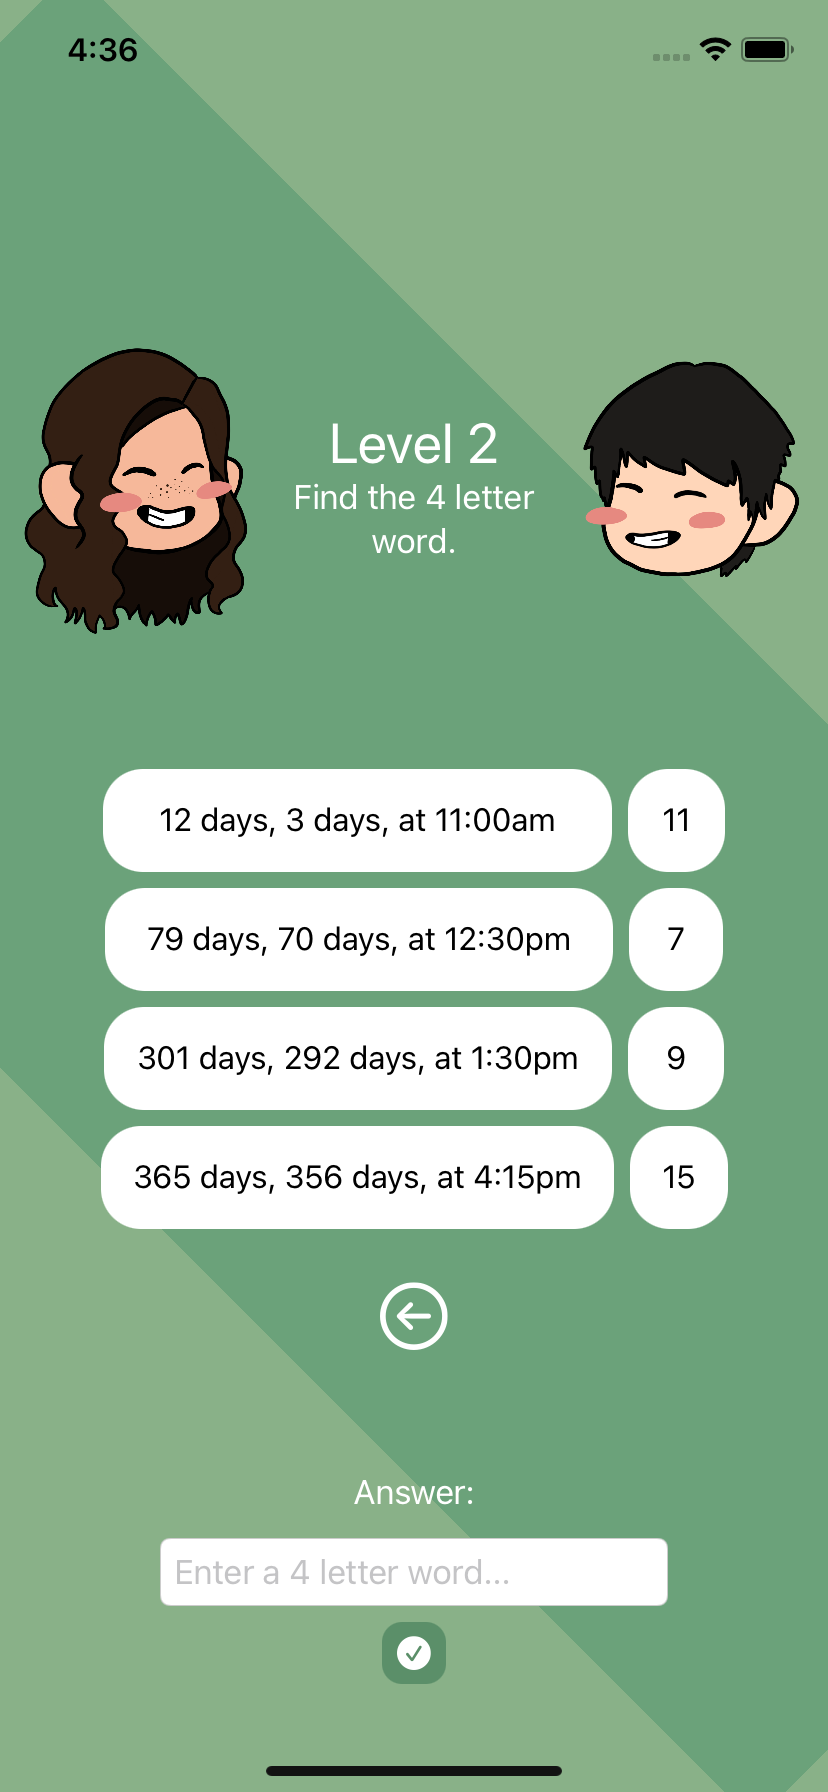 4:36
Level 2
Find the 4 letter
word.
12 days, 3 days, at 11:00am 11
79 days, 70 days, at 12:30pm 7
301 days, 292 days, at 1:30pm 9
365 days, 356 days, at 4:15pm 15
Answer:
Enter a 4 letter word...